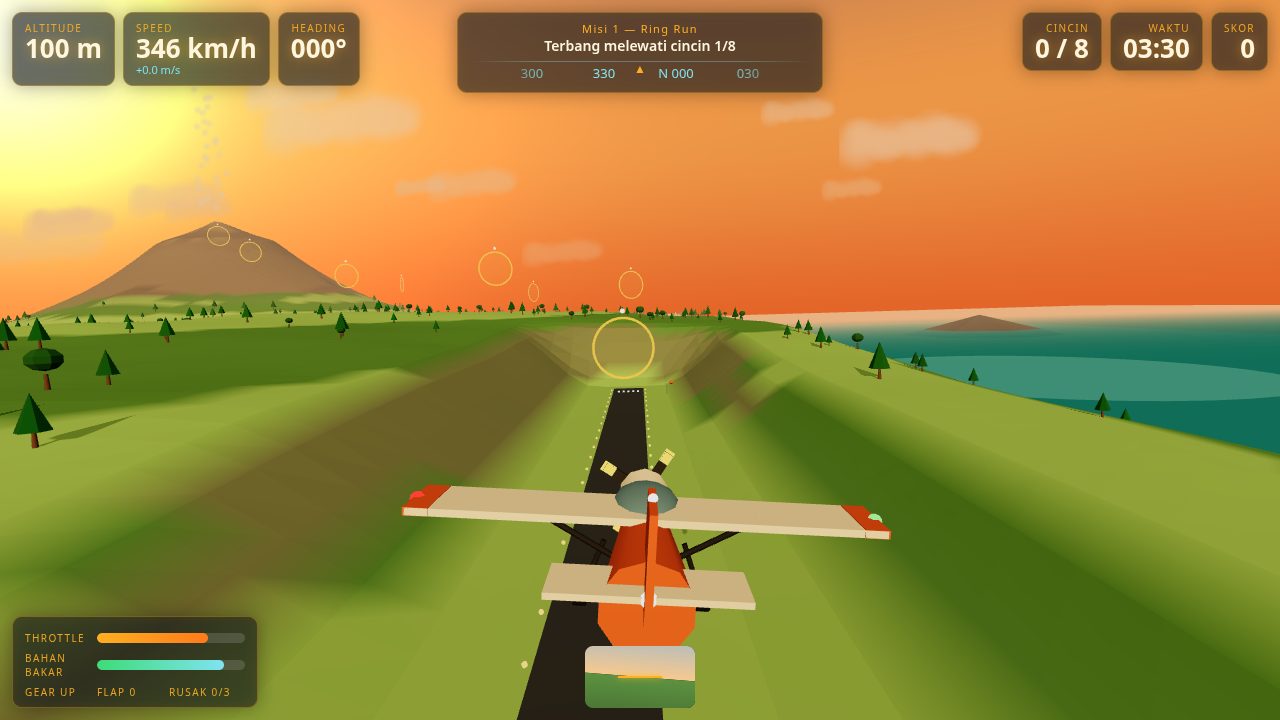 ALTITUDE
100 m
SPEED
346 km/h
+0.0 m/s
HEADING
000°
Misi 1 — Ring Run
Terbang melewati cincin 1/8
300 330 ▲ N 000 030
CINCIN
0 / 8
WAKTU
03:30
SKOR
0
THROTTLE
BAHAN
BAKAR
GEAR UP FLAP 0 RUSAK 0/3